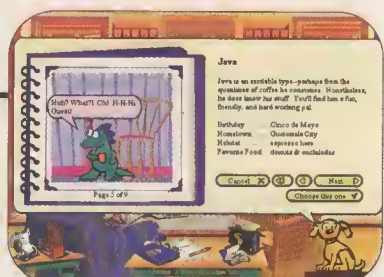 Huh? What?! Oh! H-H-Hi
Guest!
Page 5 of 9
Java
Java is an excitable type--perhaps from the
quantities of coffee he consumes. Nonetheless,
he does know his stuff. You'll find him a fun,
friendly, and hard working pal.
Birthday Cinco de Mayo
Hometown Guatemala City
Habitat espresso bars
Favorite Food donuts & enchiladas
Cancel Next
Choose this one